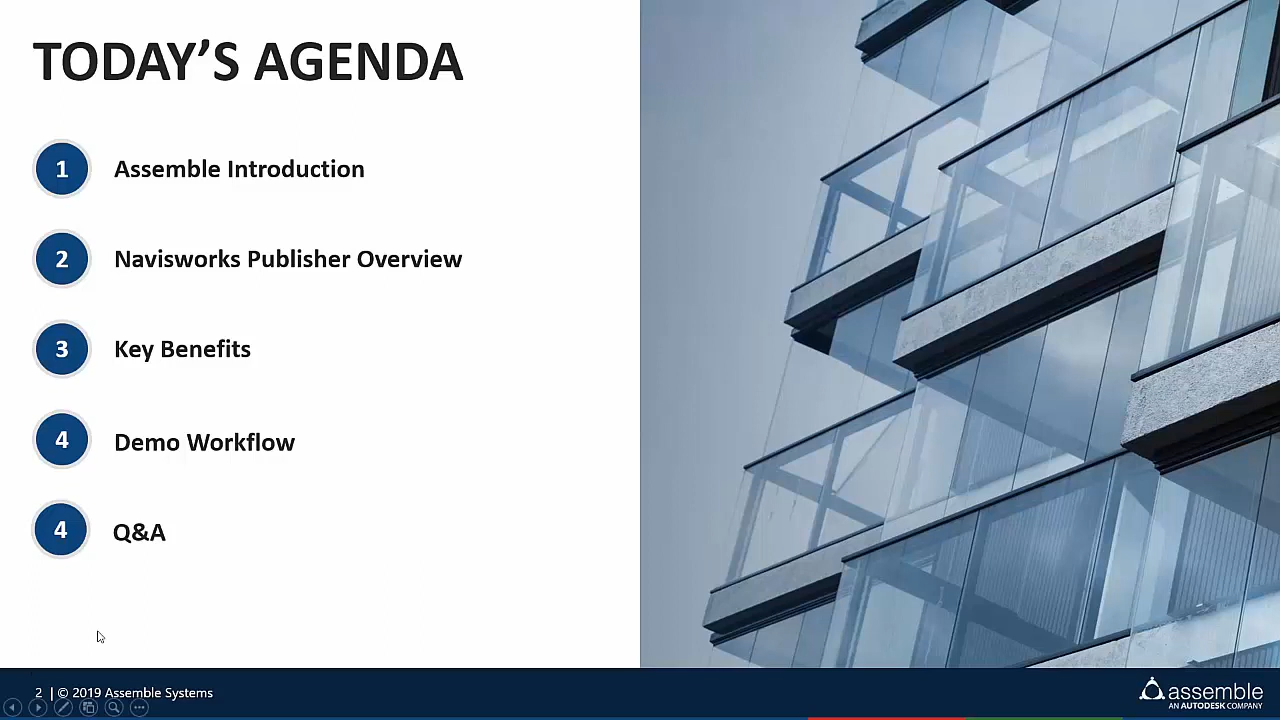 TODAY’S AGENDA
1 Assemble Introduction
2 Navisworks Publisher Overview
3 Key Benefits
4 Demo Workflow
4 Q&A
2 | © 2019 Assemble Systems
assemble
AN AUTODESK COMPANY